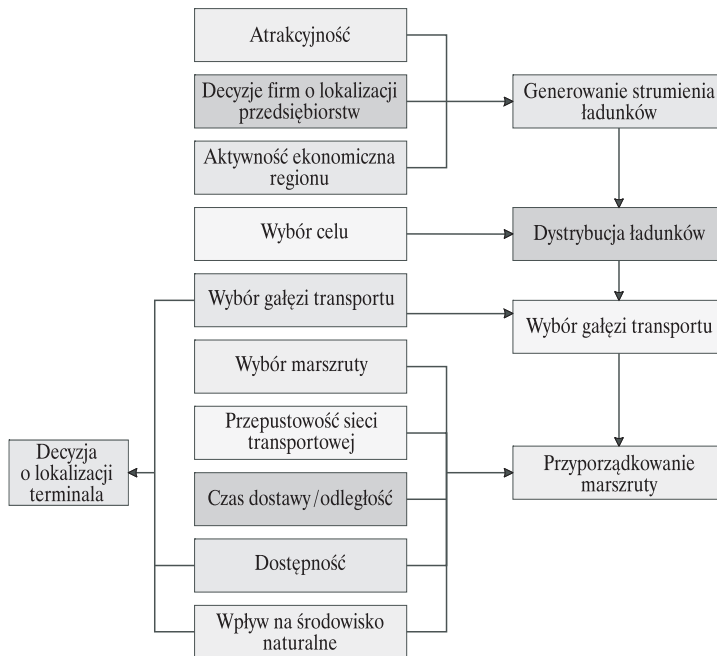 Atrakcyjność
Decyzje firm o lokalizacji
przedsiębiorstw
Generowanie strumienia
ładunków
Aktywność ekonomiczna
regionu
Wybór celu
Dystrybucja ładunków
Wybór gałęzi transportu
Wybór gałęzi transportu
Wybór marszruty
Przepustowość sieci
transportowej
Decyzja
o lokalizacji
terminala
Przyporządkowanie
marszruty
Czas dostawy/odległość
Dostępność
Wpływ na środowisko
naturalne